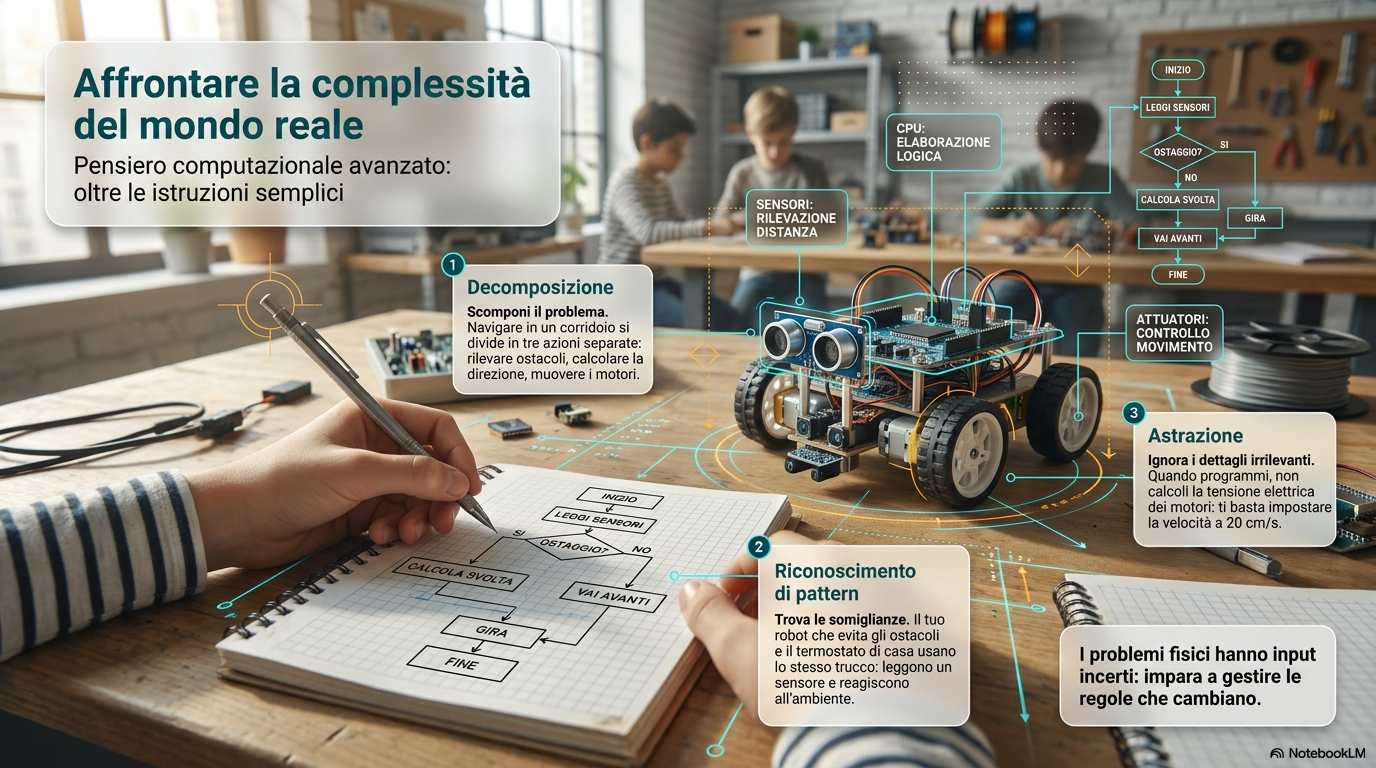 Affrontare la complessità
del mondo reale
Pensiero computazionale avanzato:
oltre le istruzioni semplici
1
Decomposizione
Scomponi il problema.
Navigare in un corridoio si
divide in tre azioni separate:
rilevare ostacoli, calcolare la
direzione, muovere i motori.
SENSORI:
RILEVAZIONE
DISTANZA
CPU:
ELABORAZIONE
LOGICA
INIZIO
LEGGI SENSORI
OSTAGGIO?
SI
NO
CALCOLA SVOLTA
GIRA
VAI AVANTI
FINE
ATTUATORI:
CONTROLLO
MOVIMENTO
3
Astrazione
Ignora i dettagli irrilevanti.
Quando programmi, non
calcoli la tensione elettrica
dei motori: ti basta impostare
la velocità a 20 cm/s.
INIZIO
LEGGI SENSORI
SI
OSTAGGIO?
NO
CALCOLA SVOLTA
VAI AVANTI
GIRA
FINE
2
Riconoscimento
di pattern
Trova le somiglianze. Il tuo
robot che evita gli ostacoli
e il termostato di casa usano
lo stesso trucco: leggono un
sensore e reagiscono
all'ambiente.
I problemi fisici hanno input
incerti: impara a gestire le
regole che cambiano.
NotebookLM